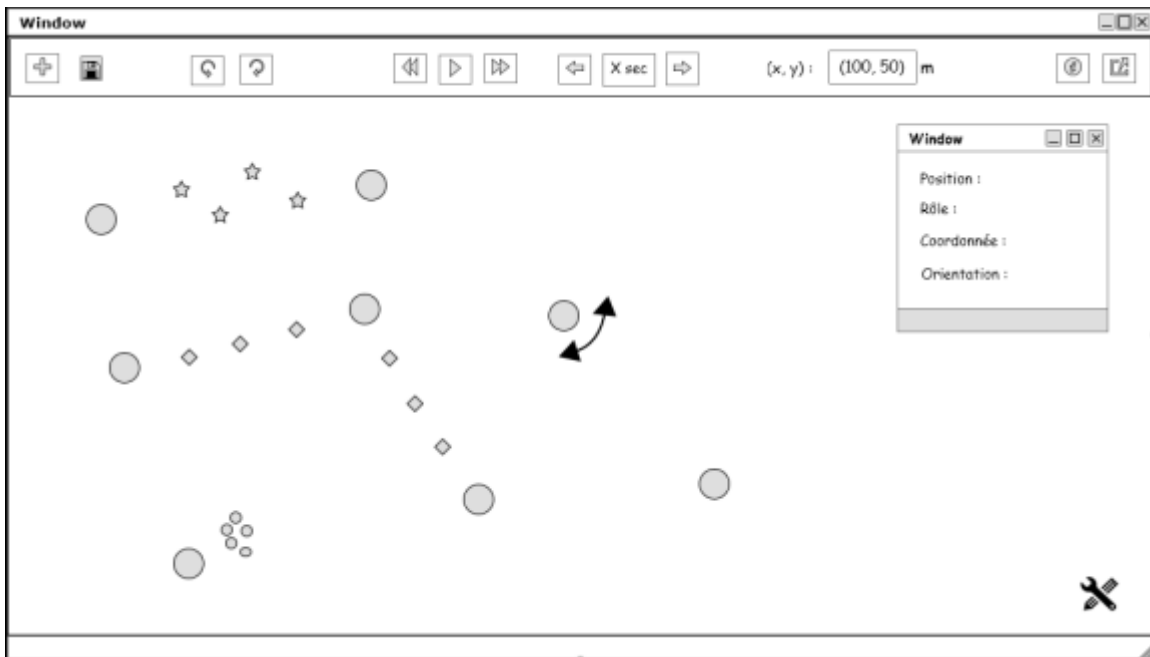 Window
X sec
(x, y) :
(100, 50) m
Window
Position :
Rôle :
Coordonnée :
Orientation :